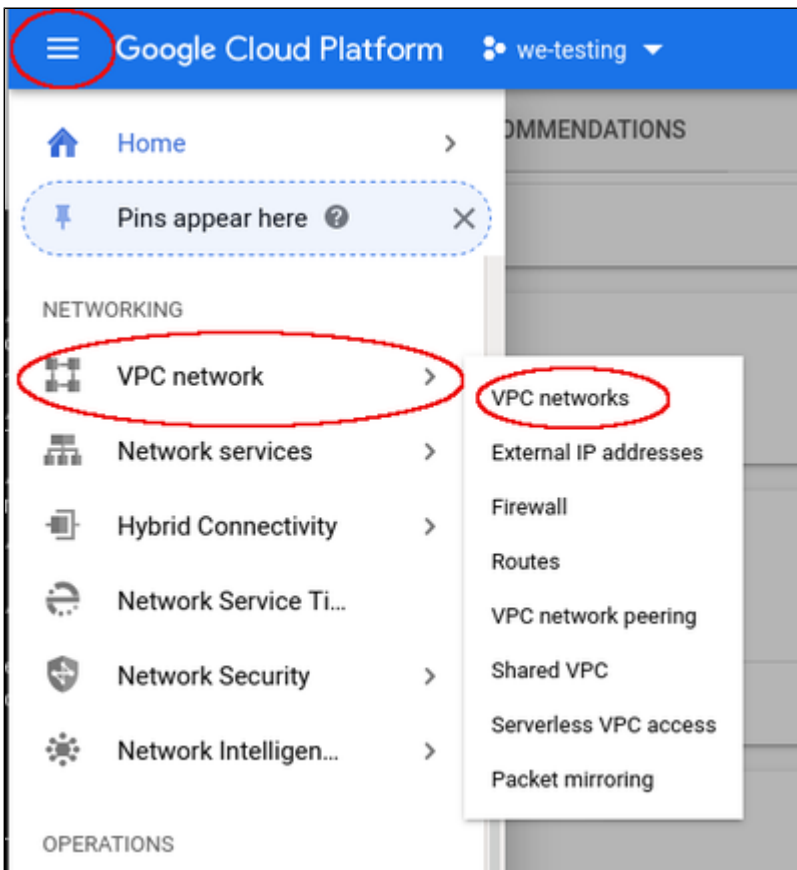 Google Cloud Platform we-testing
Home
OMMENDATIONS
Pins appear here
NETWORKING
VPC network
VPC networks
Network services
External IP addresses
Firewall
Hybrid Connectivity
Routes
Network Service Ti...
VPC network peering
Network Security
Shared VPC
Serverless VPC access
Network Intelligen...
Packet mirroring
OPERATIONS